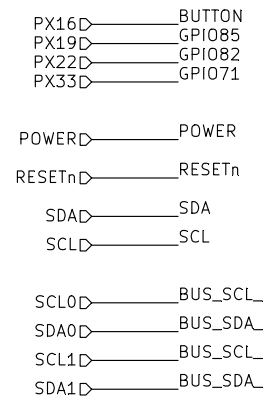 PX16 BUTTON
PX19 GPIO85
PX22 GPIO82
PX33 GPIO71
POWER POWER
RESETn RESETn
SDA SDA
SCL SCL
SCL0 BUS_SCL_
SDA0 BUS_SDA_
SCL1 BUS_SCL_
SDA1 BUS_SDA_